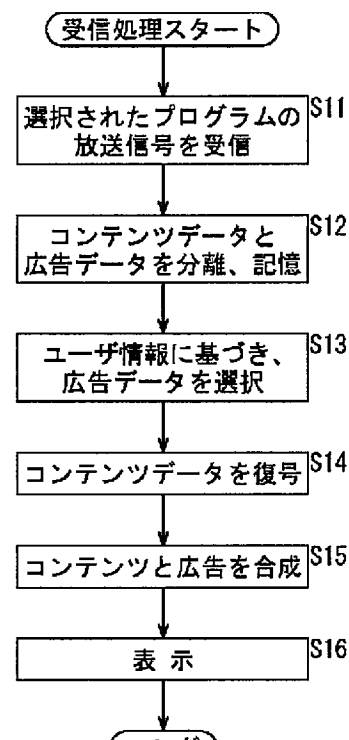 受信処理スタート
S11
選択されたプログラムの
放送信号を受信
S12
コンテンツデータと
広告データを分離、記憶
S13
ユーザ情報に基づき、
広告データを選択
S14
コンテンツデータを復号
S15
コンテンツと広告を合成
S16
表 示